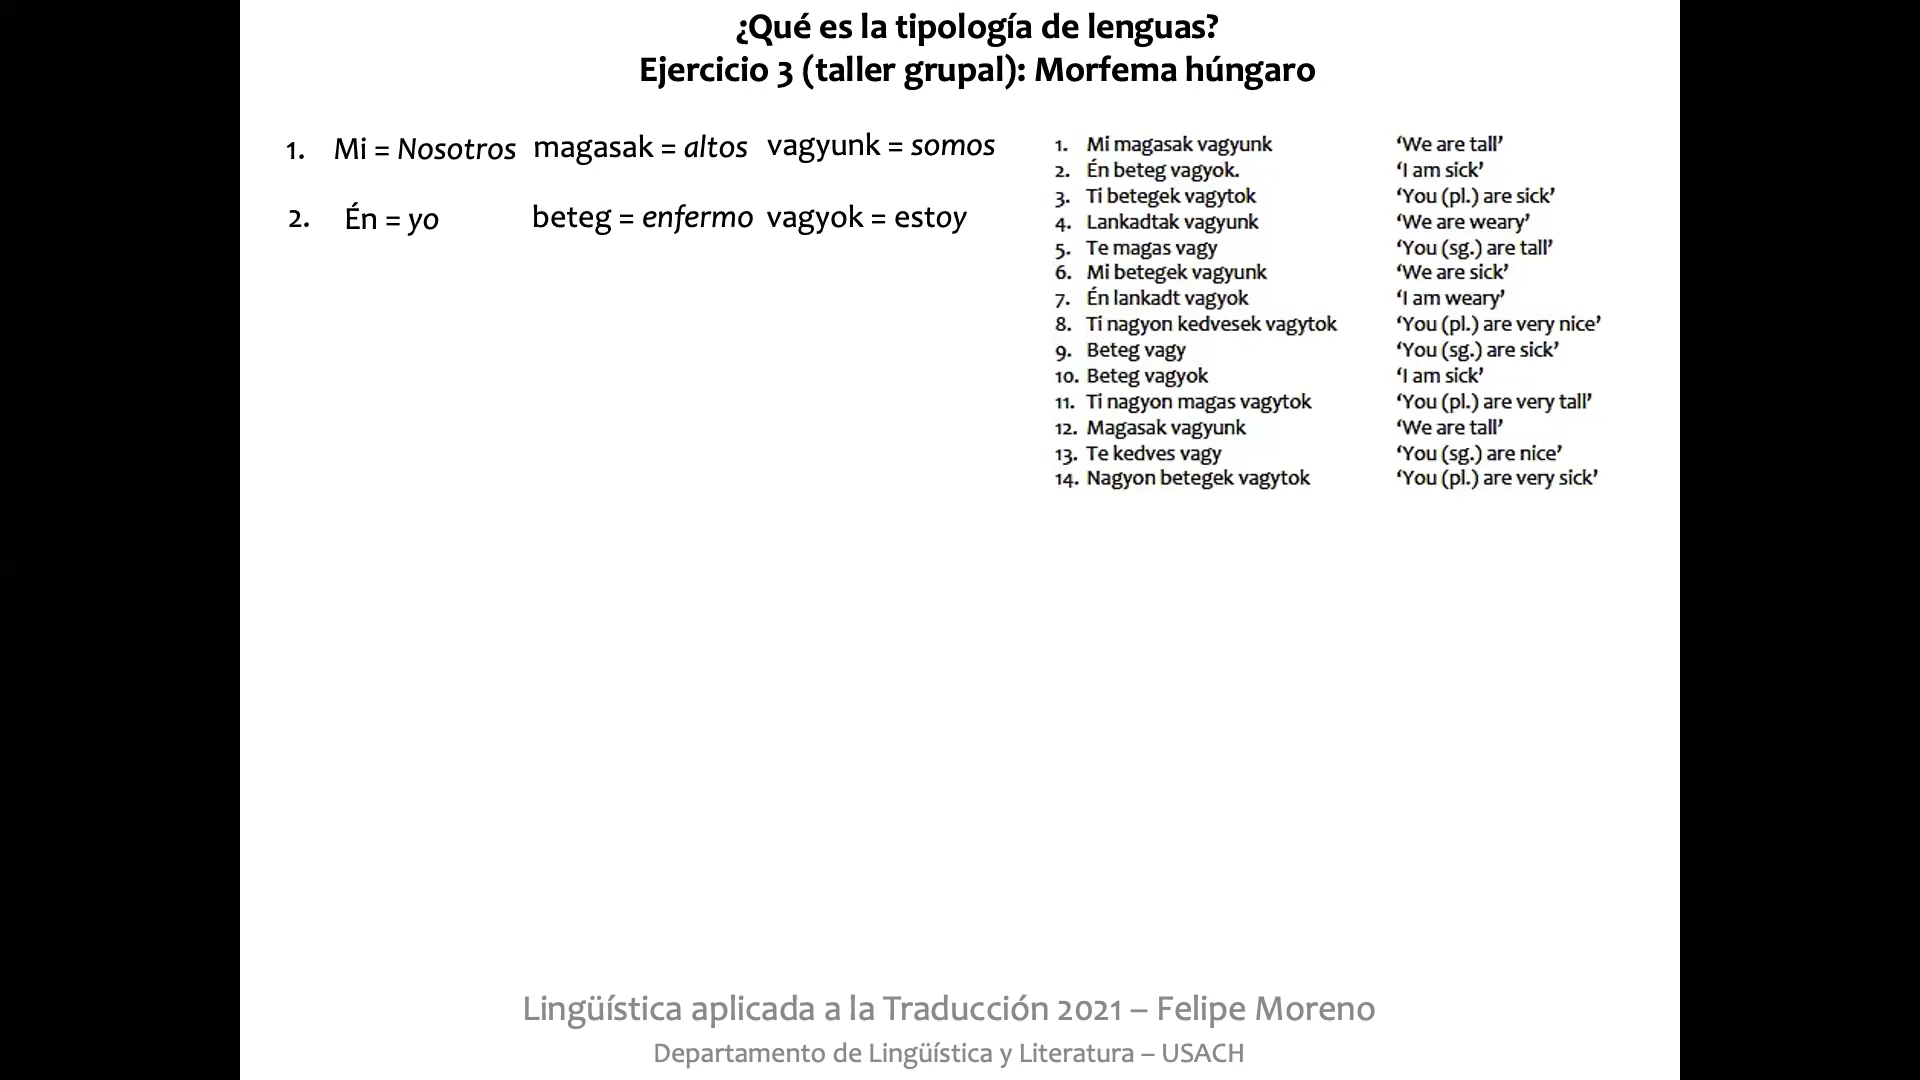 ¿Qué es la tipología de lenguas?
Ejercicio 3 (taller grupal): Morfema húngaro
1. Mi = Nosotros magasak = altos vagyunk = somos
2. Én = yo beteg = enfermo vagyok = estoy
1. Mi magasak vagyunk ‘We are tall’
2. Én beteg vagyok. ‘I am sick’
3. Ti betegek vagytok ‘You (pl.) are sick’
4. Lankadtak vagyunk ‘We are weary’
5. Te magas vagy ‘You (sg.) are tall’
6. Mi betegek vagyunk ‘We are sick’
7. Én lankadt vagyok ‘I am weary’
8. Ti nagyon kedvesek vagytok ‘You (pl.) are very nice’
9. Beteg vagy ‘You (sg.) are sick’
10. Beteg vagyok ‘I am sick’
11. Ti nagyon magas vagytok ‘You (pl.) are very tall’
12. Magasak vagyunk ‘We are tall’
13. Te kedves vagy ‘You (sg.) are nice’
14. Nagyon betegek vagytok ‘You (pl.) are very sick’
Lingüística aplicada a la Traducción 2021 – Felipe Moreno
Departamento de Lingüística y Literatura – USACH